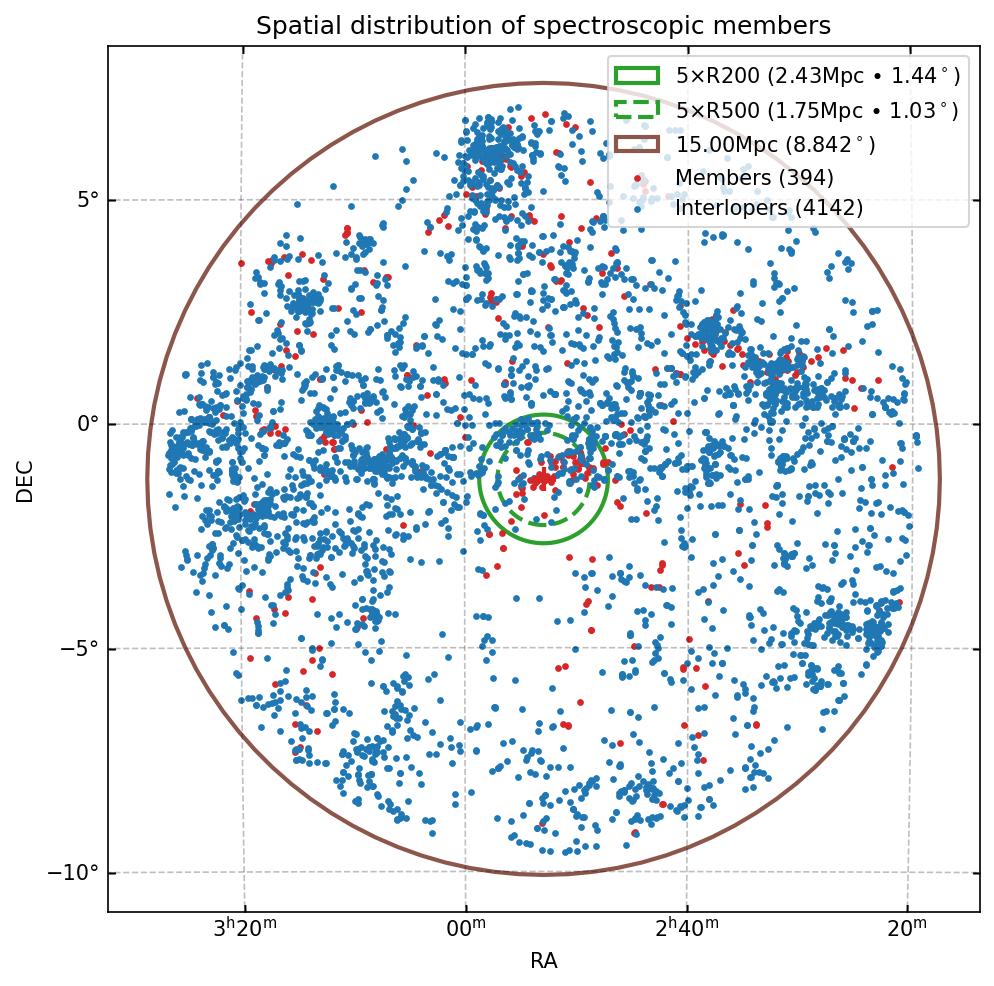 Spatial distribution of spectroscopic members
5×R200 (2.43Mpc • 1.44°)
5×R500 (1.75Mpc • 1.03°)
15.00Mpc (8.842°)
Members (394)
Interlopers (4142)
5°
0°
−5°
−10°
DEC
3ʰ20ᵐ 00ᵐ 2ʰ40ᵐ 20ᵐ
RA